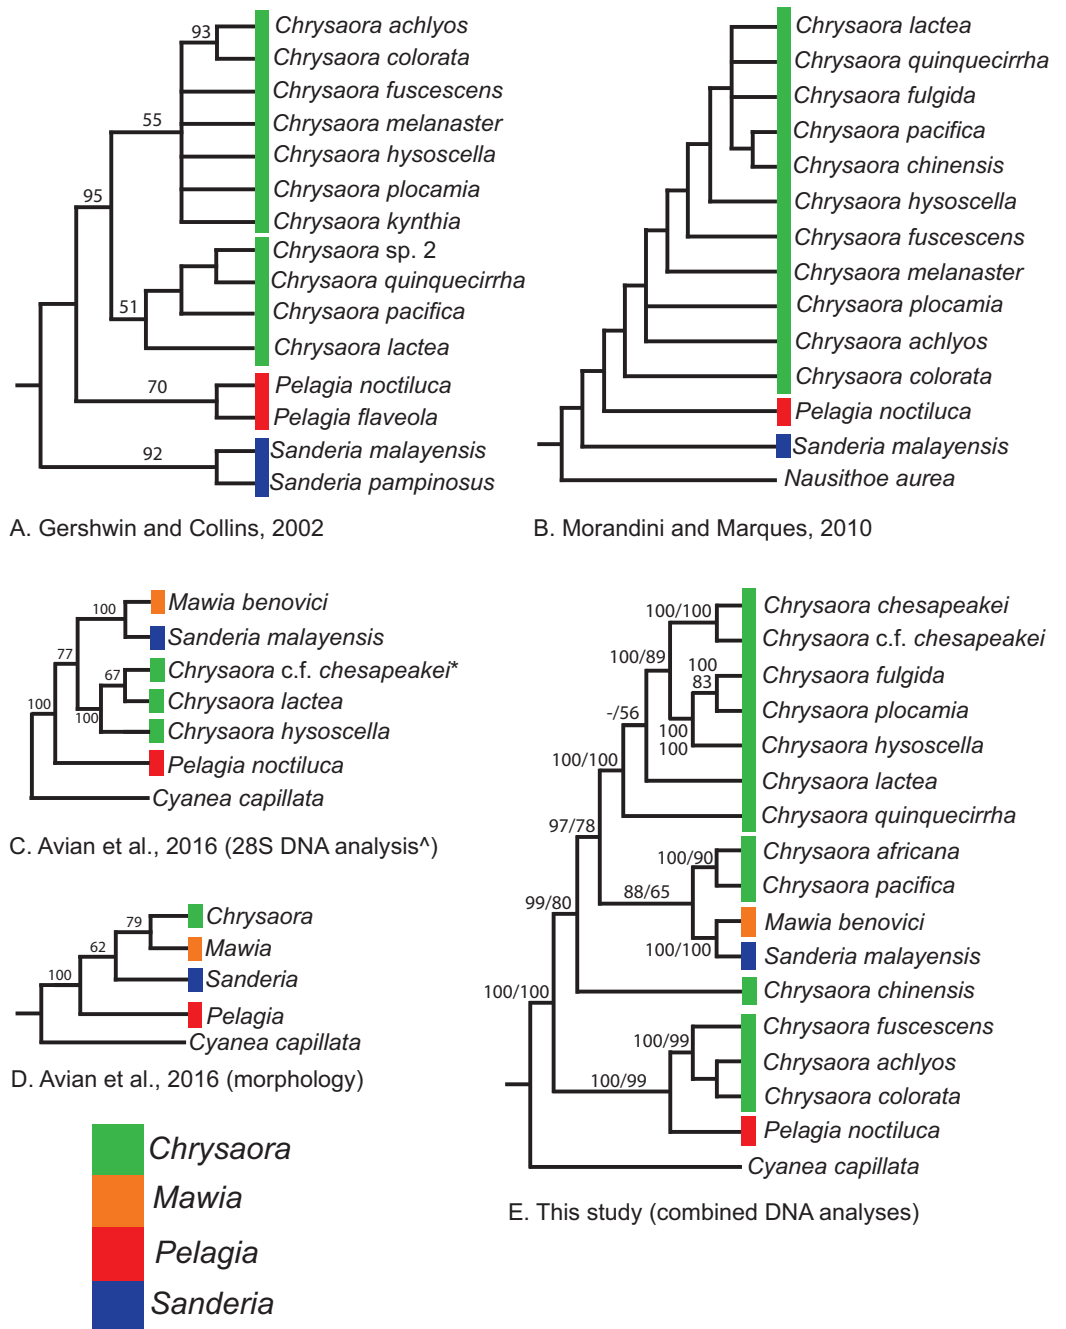 93
Chrysaora achlyos
Chrysaora colorata
Chrysaora fuscescens
55
Chrysaora melanaster
Chrysaora hysoscella
Chrysaora plocamia
95
Chrysaora kynthia
Chrysaora sp. 2
Chrysaora quinquecirrha
51
Chrysaora pacifica
Chrysaora lactea
70
Pelagia noctiluca
Pelagia flaveola
92
Sanderia malayensis
Sanderia pampinosus
A. Gershwin and Collins, 2002
Chrysaora lactea
Chrysaora quinquecirrha
Chrysaora fulgida
Chrysaora pacifica
Chrysaora chinensis
Chrysaora hysoscella
Chrysaora fuscescens
Chrysaora melanaster
Chrysaora plocamia
Chrysaora achlyos
Chrysaora colorata
Pelagia noctiluca
Sanderia malayensis
Nausithoe aurea
B. Morandini and Marques, 2010
100
Mawia benovici
Sanderia malayensis
77
67
Chrysaora c.f. chesapeakei*
100
Chrysaora lactea
100
Chrysaora hysoscella
Pelagia noctiluca
Cyanea capillata
C. Avian et al., 2016 (28S DNA analysis^)
79
Chrysaora
62
Mawia
100
Sanderia
Pelagia
Cyanea capillata
D. Avian et al., 2016 (morphology)
Chrysaora
Mawia
Pelagia
Sanderia
100/100
Chrysaora chesapeakei
Chrysaora c.f. chesapeakei
100/89
100
83
Chrysaora fulgida
-/56
Chrysaora plocamia
100
100
Chrysaora hysoscella
100/100
Chrysaora lactea
Chrysaora quinquecirrha
97/78
100/90
Chrysaora africana
88/65
Chrysaora pacifica
99/80
Mawia benovici
100/100
Sanderia malayensis
100/100
Chrysaora chinensis
100/99
Chrysaora fuscescens
Chrysaora achlyos
100/99
Chrysaora colorata
Pelagia noctiluca
Cyanea capillata
E. This study (combined DNA analyses)